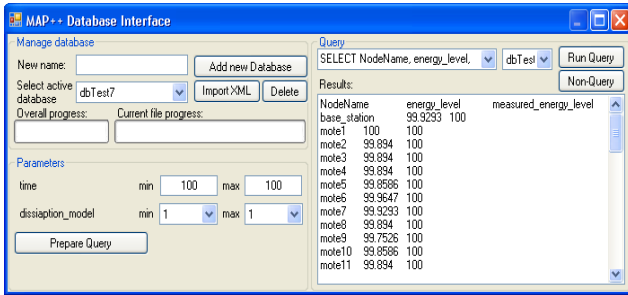 MAP++ Database Interface
Manage database
New name:
Add new Database
Select active database
dbTest7
Import XML
Delete
Overall progress:
Current file progress:
Parameters
time min 100 max 100
dissiaption_model min 1 max 1
Prepare Query
Query
SELECT NodeName, energy_level,
dbTest
Run Query
Results:
Non-Query
NodeName energy_level measured_energy_level
base_station 99.9293 100
mote1 100 100
mote2 99.894 100
mote3 99.894 100
mote4 99.894 100
mote5 99.8586 100
mote6 99.9647 100
mote7 99.9293 100
mote8 99.894 100
mote9 99.7526 100
mote10 99.8586 100
mote11 99.894 100